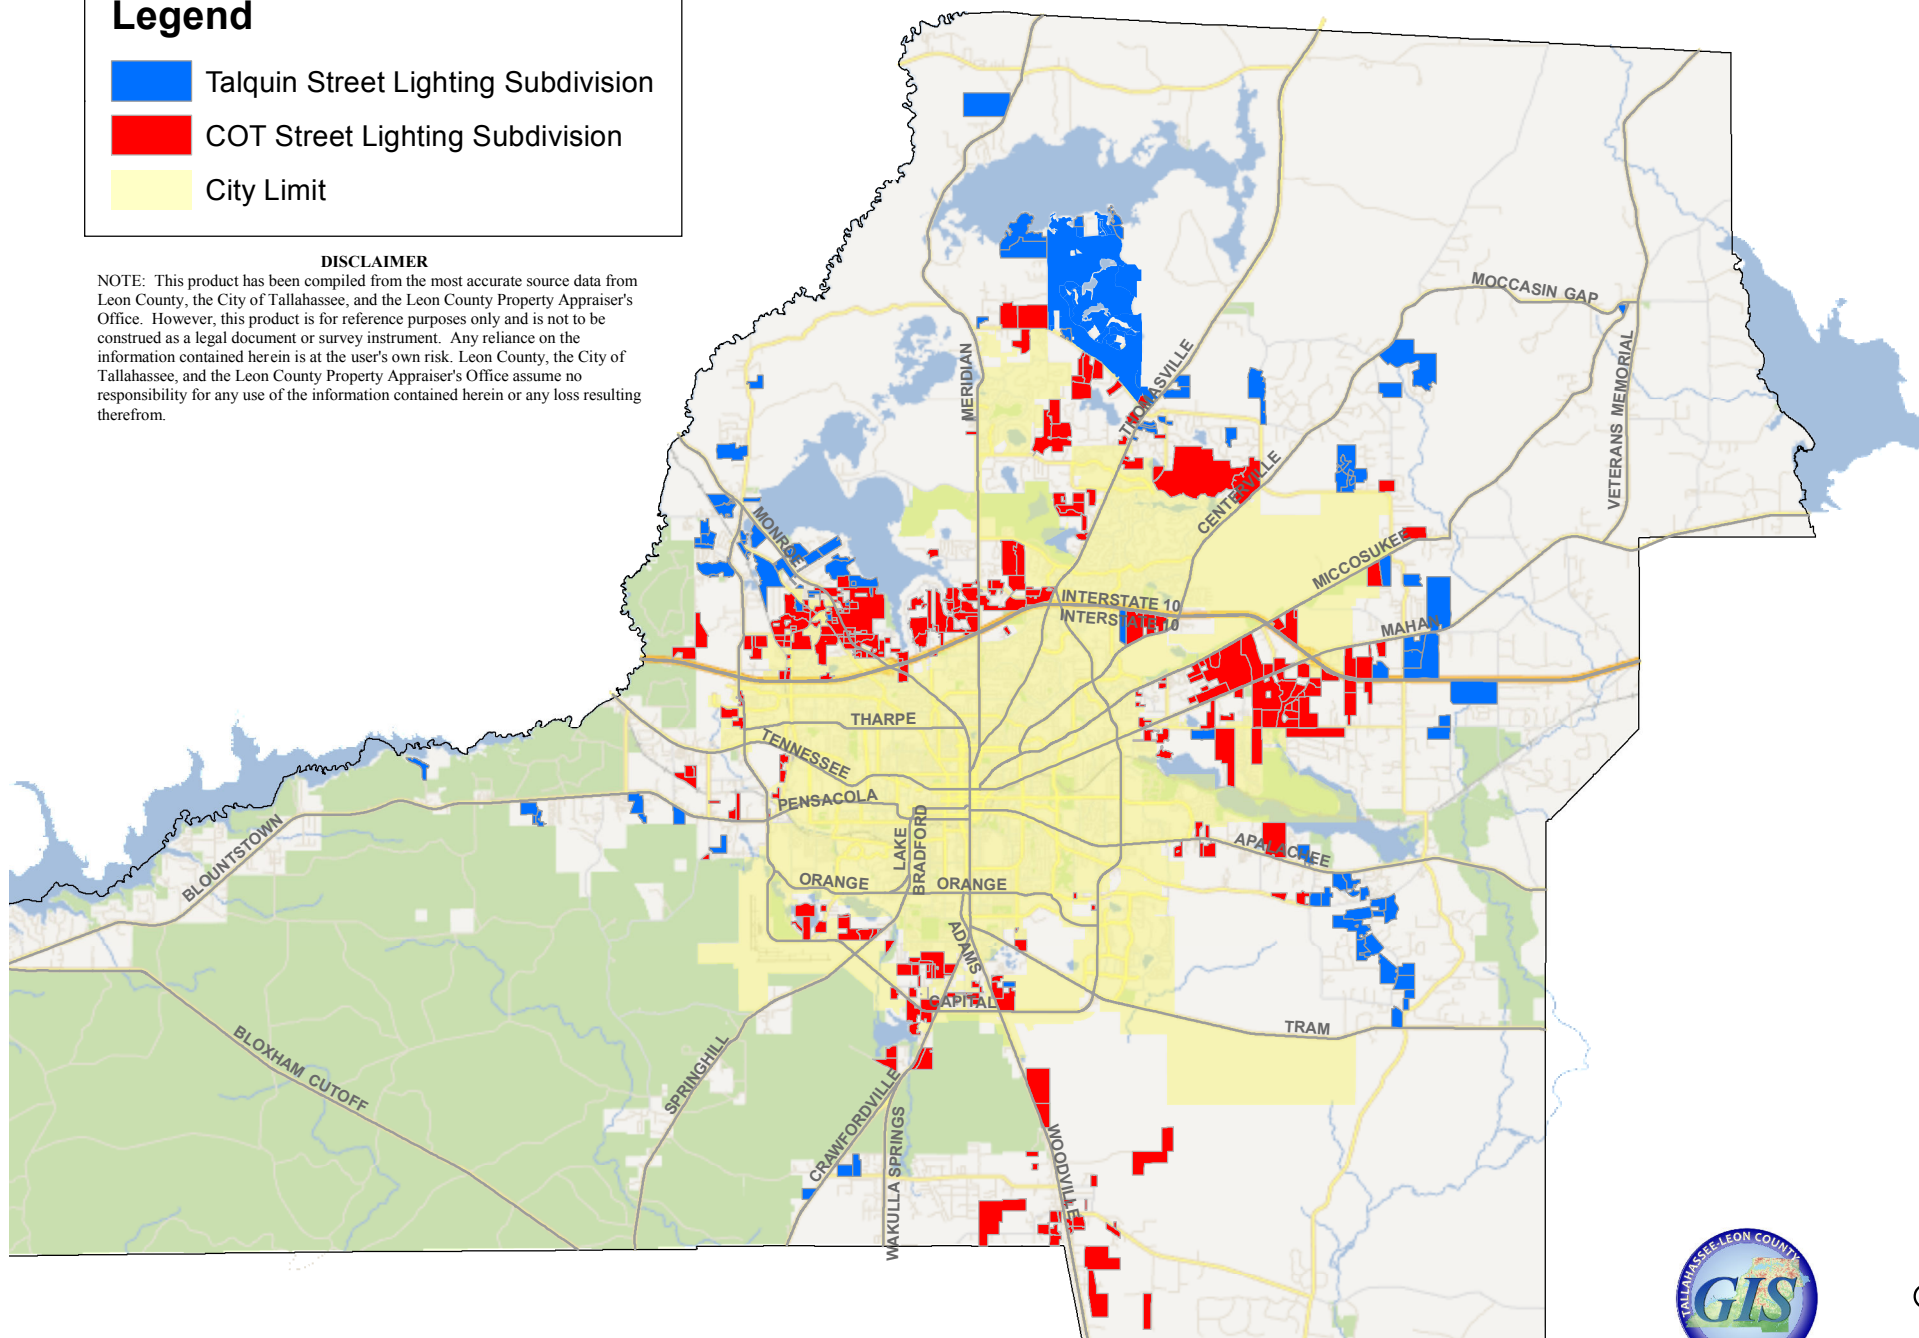 Legend
Talquin Street Lighting Subdivision
COT Street Lighting Subdivision
City Limit
DISCLAIMER
NOTE: This product has been compiled from the most accurate source data from
Leon County, the City of Tallahassee, and the Leon County Property Appraiser's
Office. However, this product is for reference purposes only and is not to be
construed as a legal document or survey instrument. Any reliance on the
information contained herein is at the user's own risk. Leon County, the City of
Tallahassee, and the Leon County Property Appraiser's Office assume no
responsibility for any use of the information contained herein or any loss resulting
therefrom.
MOCCASIN GAP
MERIDIAN
THOMASVILLE
VETERANS MEMORIAL
CENTERVILLE
MONROE
MICCOSUKEE
INTERSTATE 10
INTERSTATE 10
MAHAN
THARPE
TENNESSEE
PENSACOLA
BLOUNTSTOWN
LAKE
BRADFORD
APALACHEE
ORANGE
ORANGE
ADAMS
CAPITAL
TRAM
BLOXHAM CUTOFF
SPRINGHILL
CRAWFORDVILLE
WAKULLA SPRINGS
WOODVILLE
TALLAHASSEE-LEON COUNTY
GIS